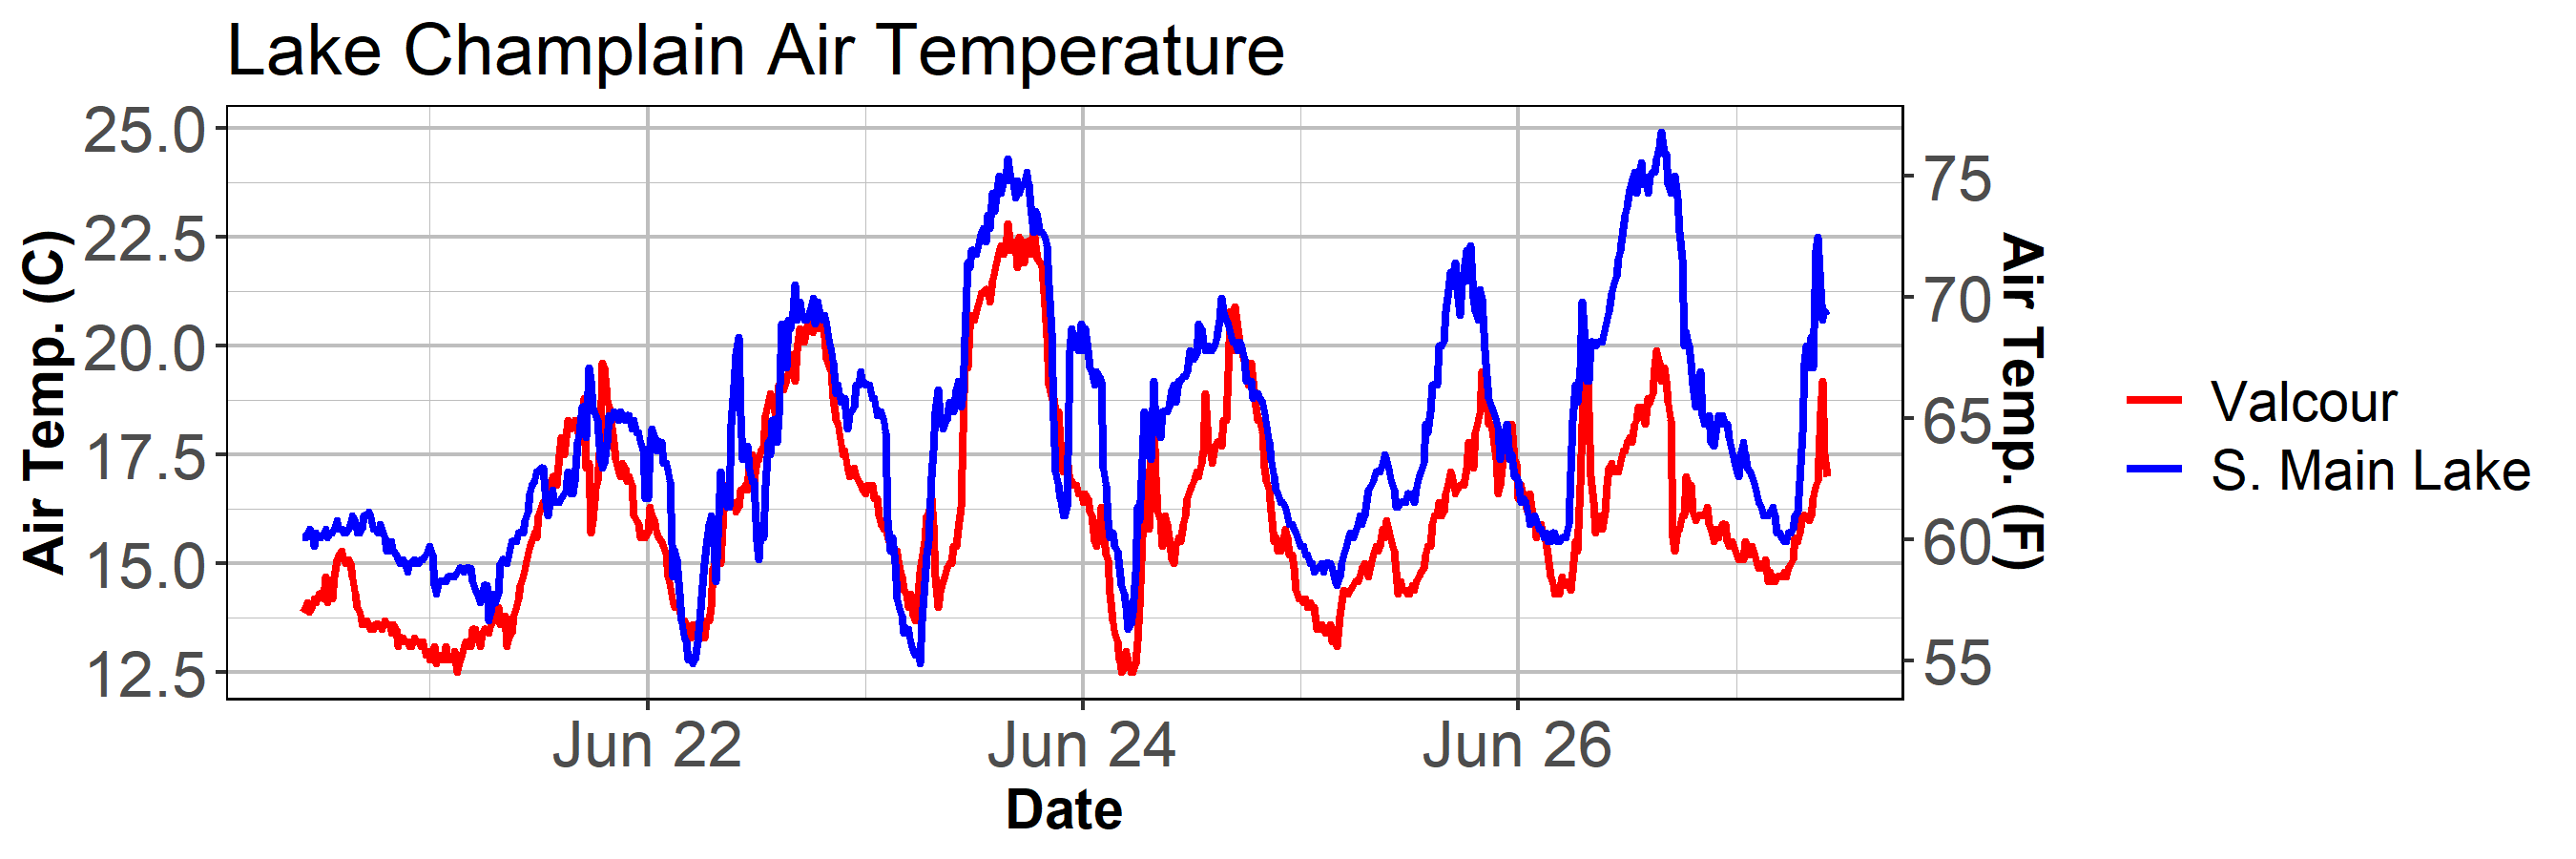 Lake Champlain Air Temperature
Air Temp. (C)
25.0
22.5
20.0
17.5
15.0
12.5
75
70
65
60
55
Air Temp. (F)
Jun 22
Jun 24
Jun 26
Date
Valcour
S. Main Lake